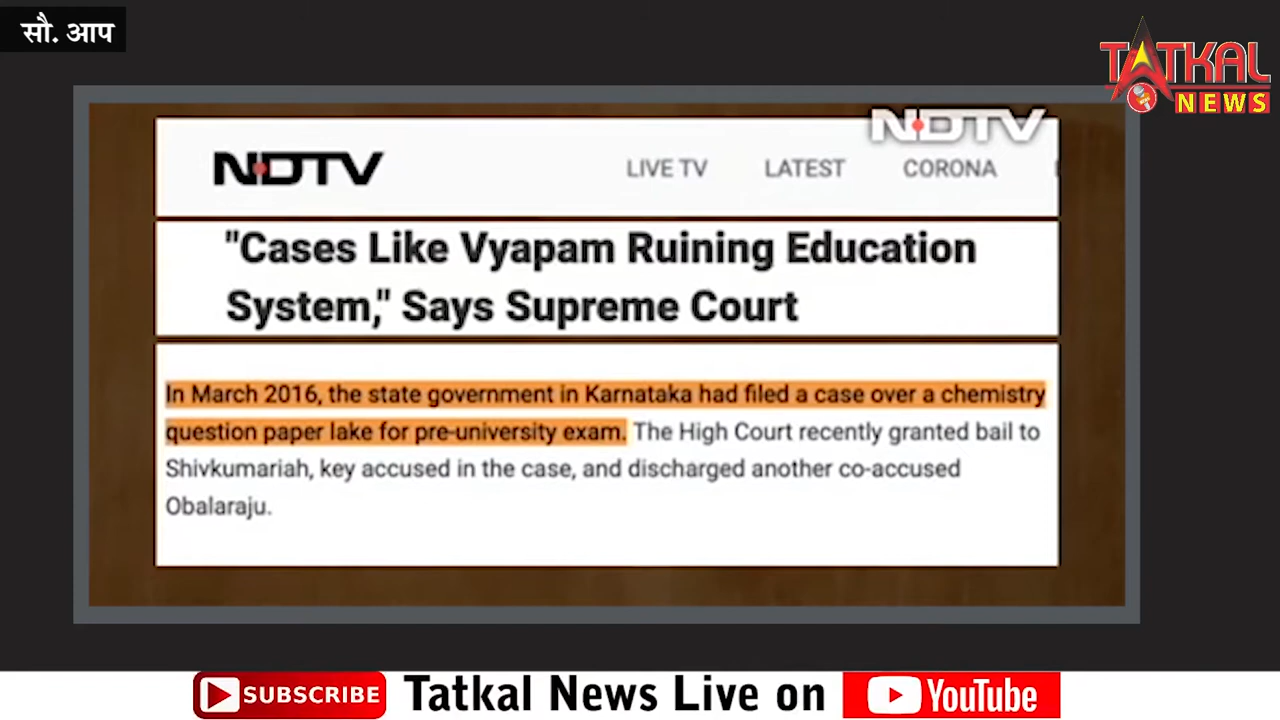 सौ. आप
TATKAL
NEWS
NDTV
NDTV
LIVE TV LATEST CORONA
"Cases Like Vyapam Ruining Education
System," Says Supreme Court
In March 2016, the state government in Karnataka had filed a case over a chemistry
question paper lake for pre-university exam. The High Court recently granted bail to
Shivkumariah, key accused in the case, and discharged another co-accused
Obalaraju.
SUBSCRIBE Tatkal News Live on YouTube